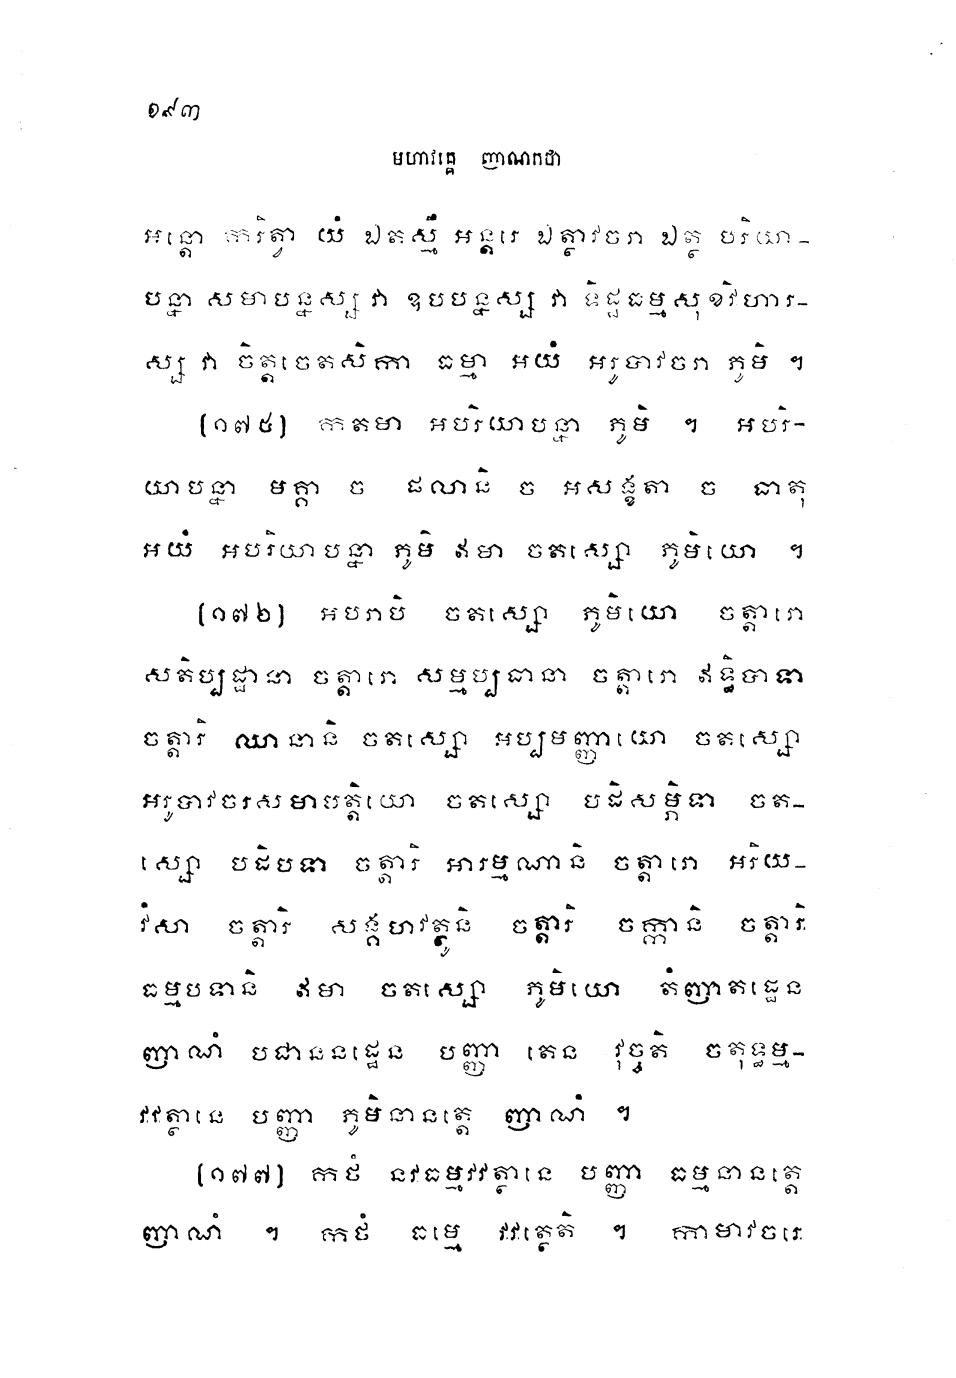 ១៩៣
មហាវគ្គេ ញាណកថា
អន្តោ ករិត្វា យំ ឯតស្មឹ អន្តរេ ឯត្ថាវចរា ឯត្ថ បរិយា-
បន្នា សមាបន្នស្ស វា ឧបបន្នស្ស វា ទិដ្ឋធម្មសុខវិហារ-
ស្ស វា ចិត្តចេតសិកា ធម្មា អយំ អរូបាវចរា ភូមិ ។
(១៧៥) កតមា អបរិយាបន្នា ភូមិ ។ អបរិ-
យាបន្នា មគ្គា ច ផលានិ ច អសង្ខតា ច ធាតុ
អយំ អបរិយាបន្នា ភូមិ ឥមា ចតស្សោ ភូមិយោ ។
(១៧៦) អបរាបិ ចតស្សោ ភូមិយោ ចត្តារោ
សតិប្បដ្ឋានា ចត្តារោ សម្មប្បធានា ចត្តារោ ឥទ្ធិបាទា
ចត្តារិ ឈានានិ ចតស្សោ អប្បមញ្ញាយោ ចតស្សោ
អរូបាវចរសមាបត្តិយោ ចតស្សោ បដិសម្ភិទា ចត-
ស្សោ បដិបទា ចត្តារិ អារម្មណានិ ចត្តារោ អរិយ-
វំសា ចត្តារិ សង្គហវត្ថូនិ ចត្តារិ ចក្កានិ ចត្តារិ
ធម្មបទានិ ឥមា ចតស្សោ ភូមិយោ តំញាតដ្ឋេន
ញាណំ បជាននដ្ឋេន បញ្ញា តេន វុច្ចតិ ចតុទ្ធម្ម-
វវត្ថានេ បញ្ញា ភូមិនានត្តេ ញាណំ ។
(១៧៧) កថំ នវធម្មវវត្ថានេ បញ្ញា ធម្មនានត្តេ
ញាណំ ។ កថំ ធម្មេ វវត្ថេតិ ។ កាមាវចរេ